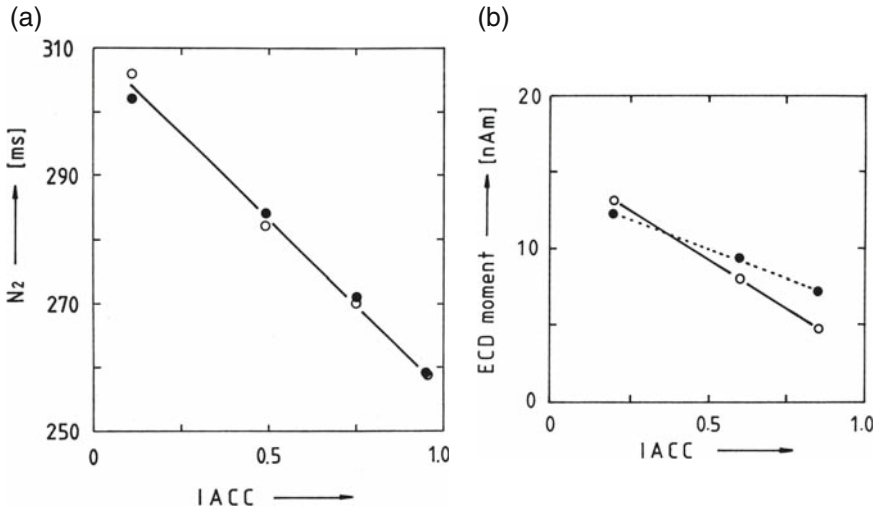 (a)
310
290
270
250
N₂ ⟶ [ms]
0
0.5
1.0
IACC ⟶
(b)
20
10
0
ECD moment ⟶ [nAm]
0
0.5
1.0
IACC ⟶